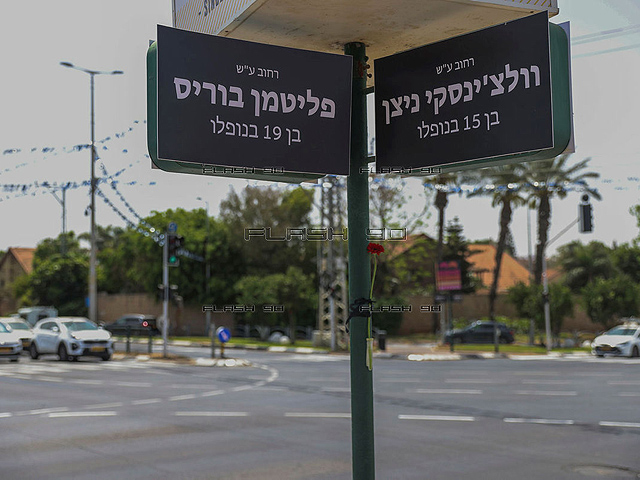 רחוב ע"ש
פליטמן בוריס
בן 19 בנופלו
רחוב ע"ש
וולצ'ינסקי ניצן
בן 15 בנופלו
FLASH 90
FLASH 90
FLASH 90
FLASH 90
FLASH 90